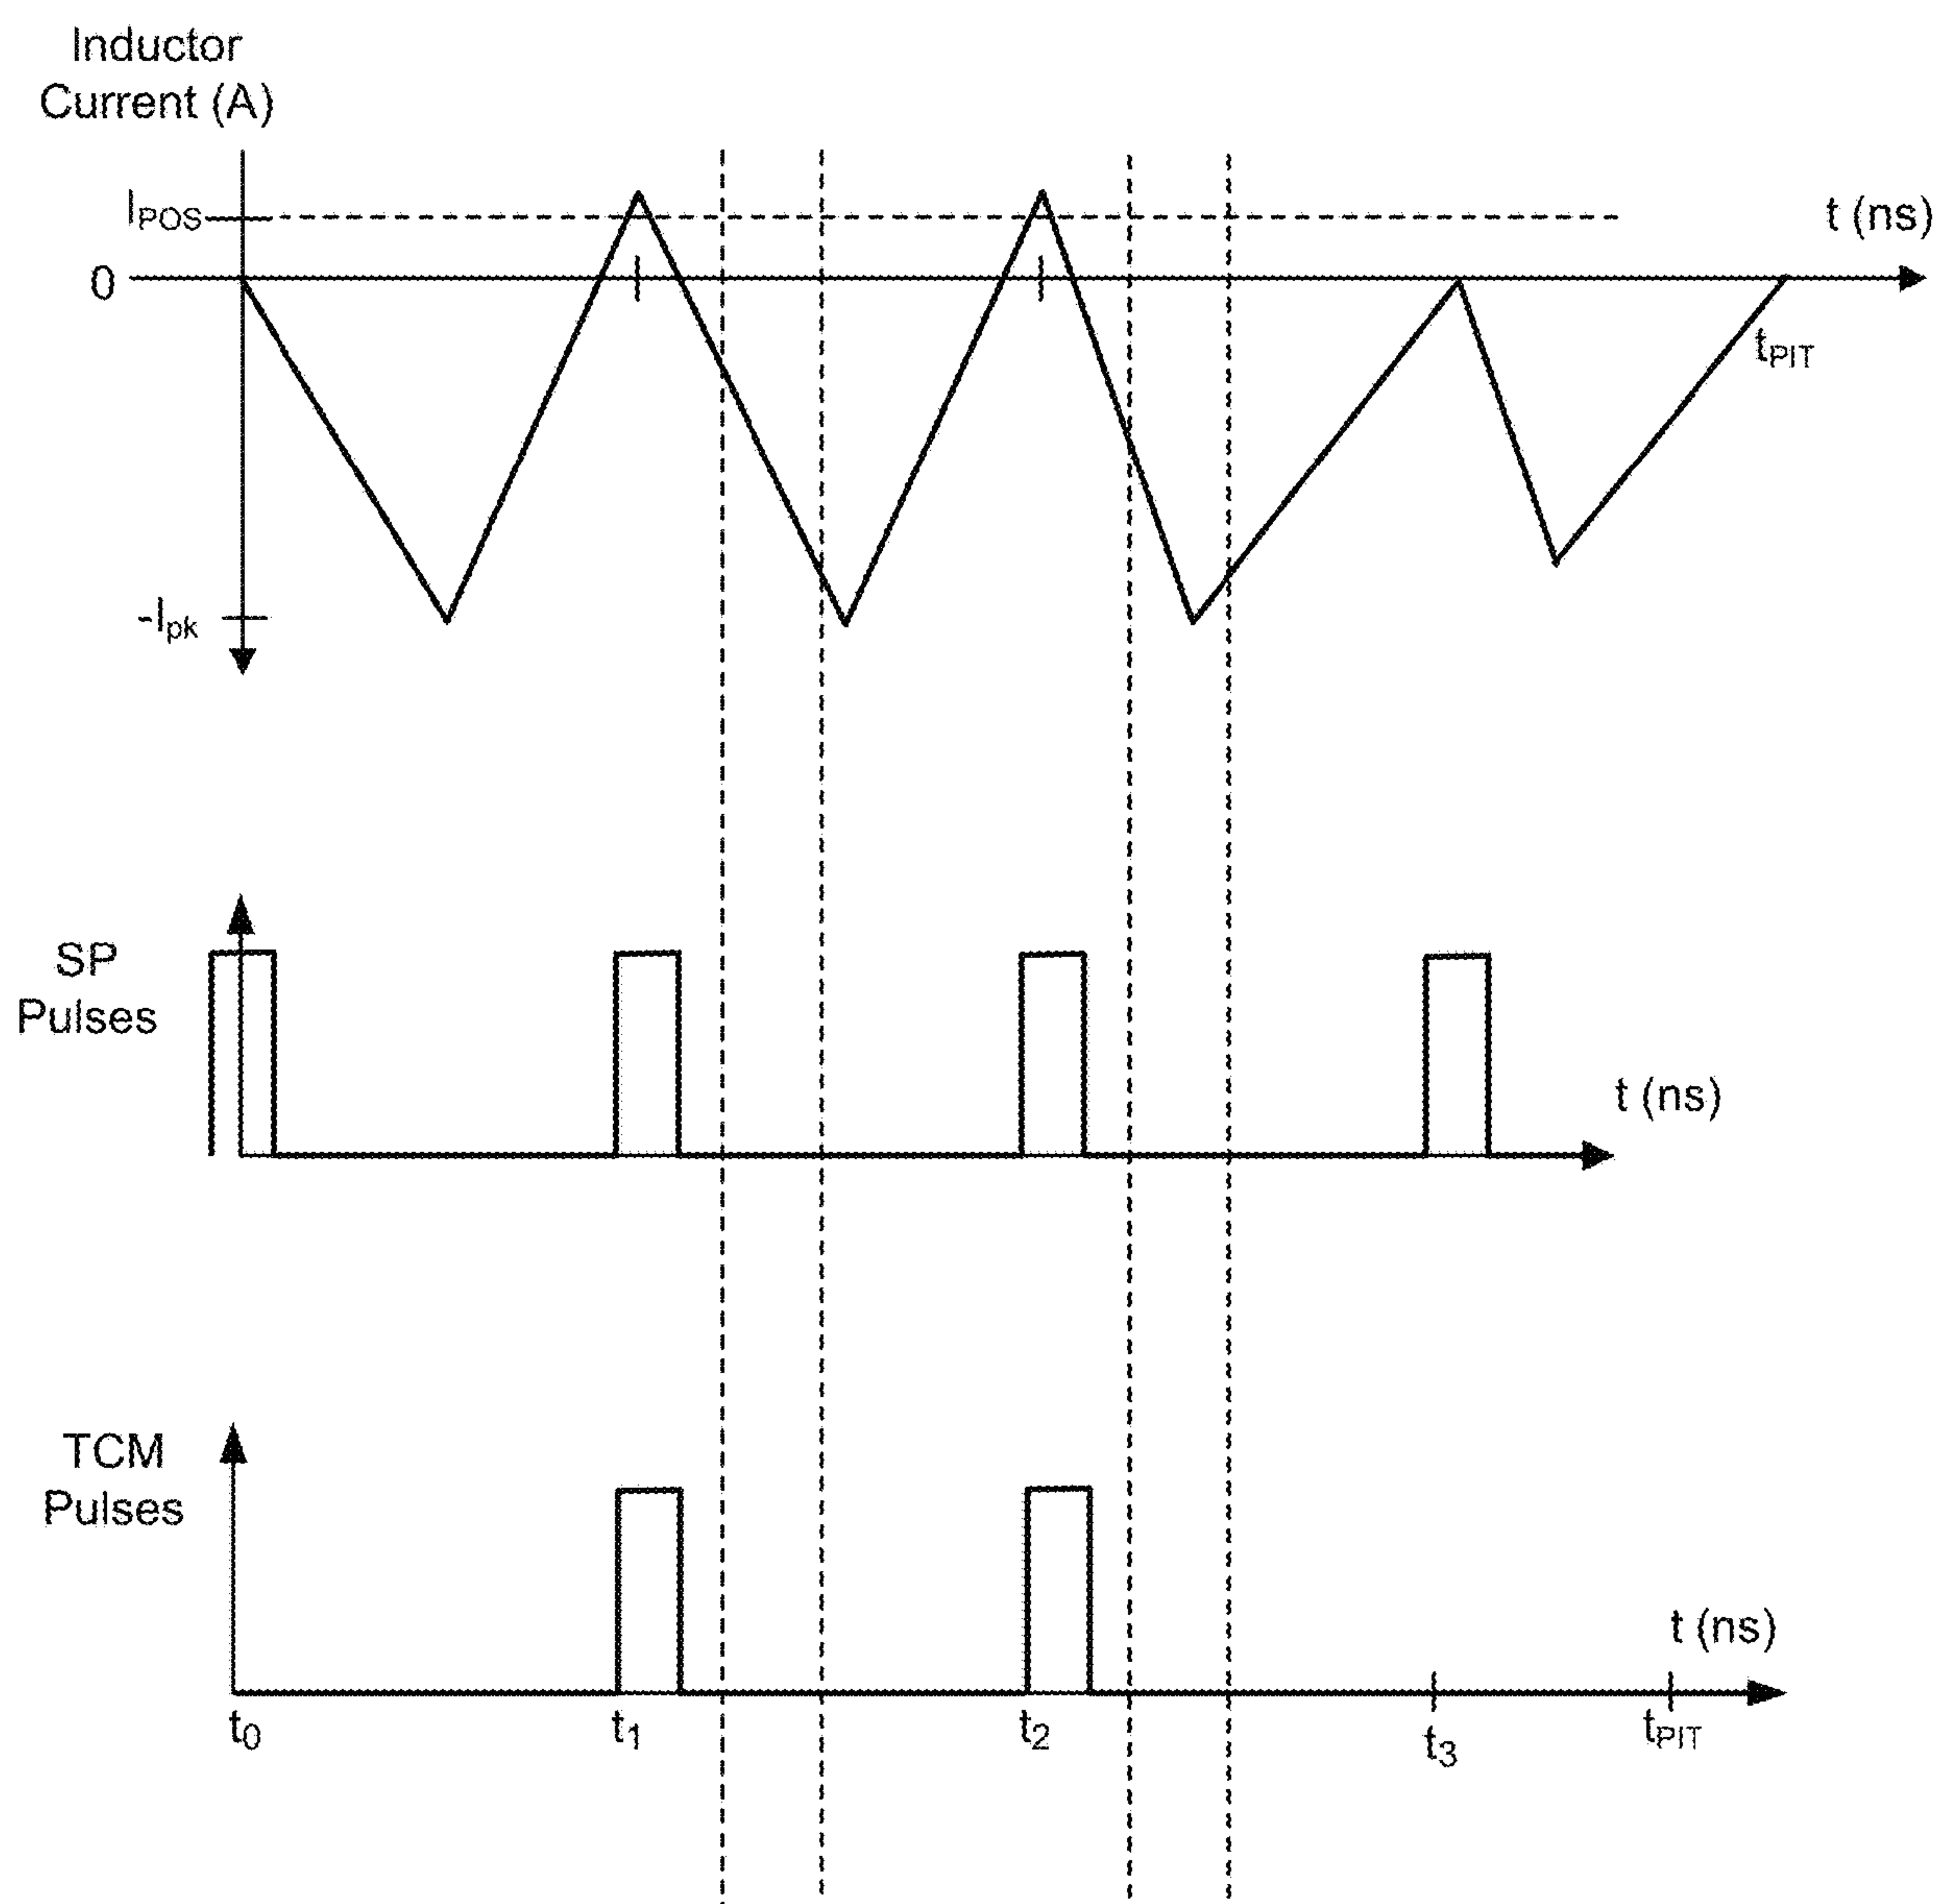 Inductor
Current (A)
IPOS
t (ns)
0
tPIT
-Ipk
SP
Pulses
t (ns)
TCM
Pulses
t (ns)
t0 t1 t2 t3 tPIT